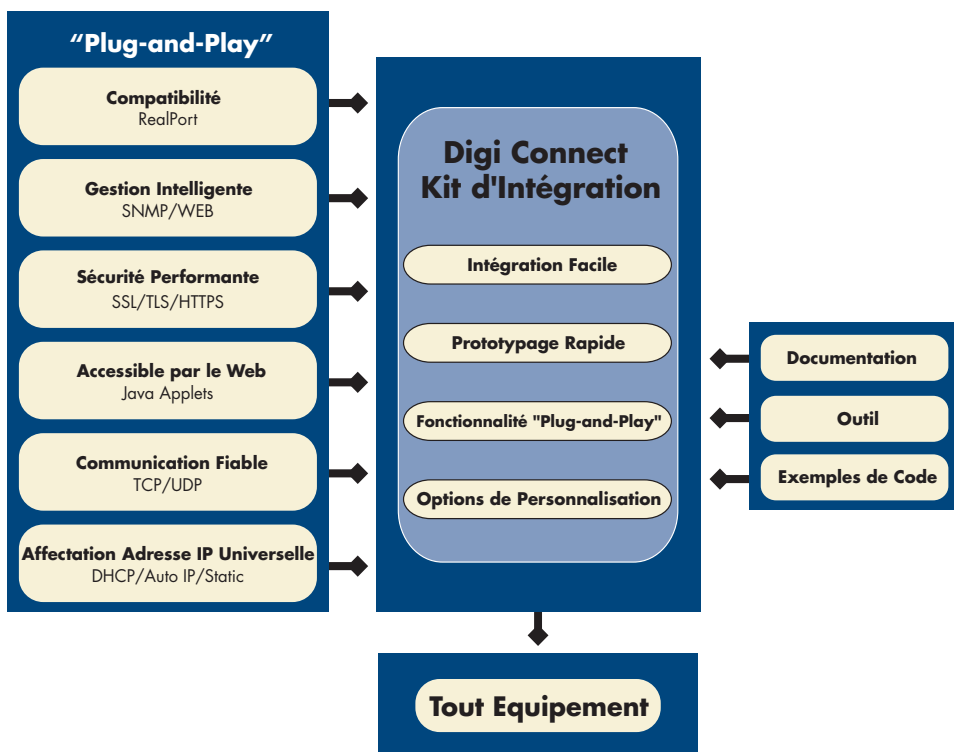 “Plug-and-Play”
Compatibilité
RealPort
Gestion Intelligente
SNMP/WEB
Sécurité Performante
SSL/TLS/HTTPS
Accessible par le Web
Java Applets
Communication Fiable
TCP/UDP
Affectation Adresse IP Universelle
DHCP/Auto IP/Static
Digi Connect
Kit d'Intégration
Intégration Facile
Prototypage Rapide
Fonctionnalité "Plug-and-Play"
Options de Personnalisation
Documentation
Outil
Exemples de Code
Tout Equipement